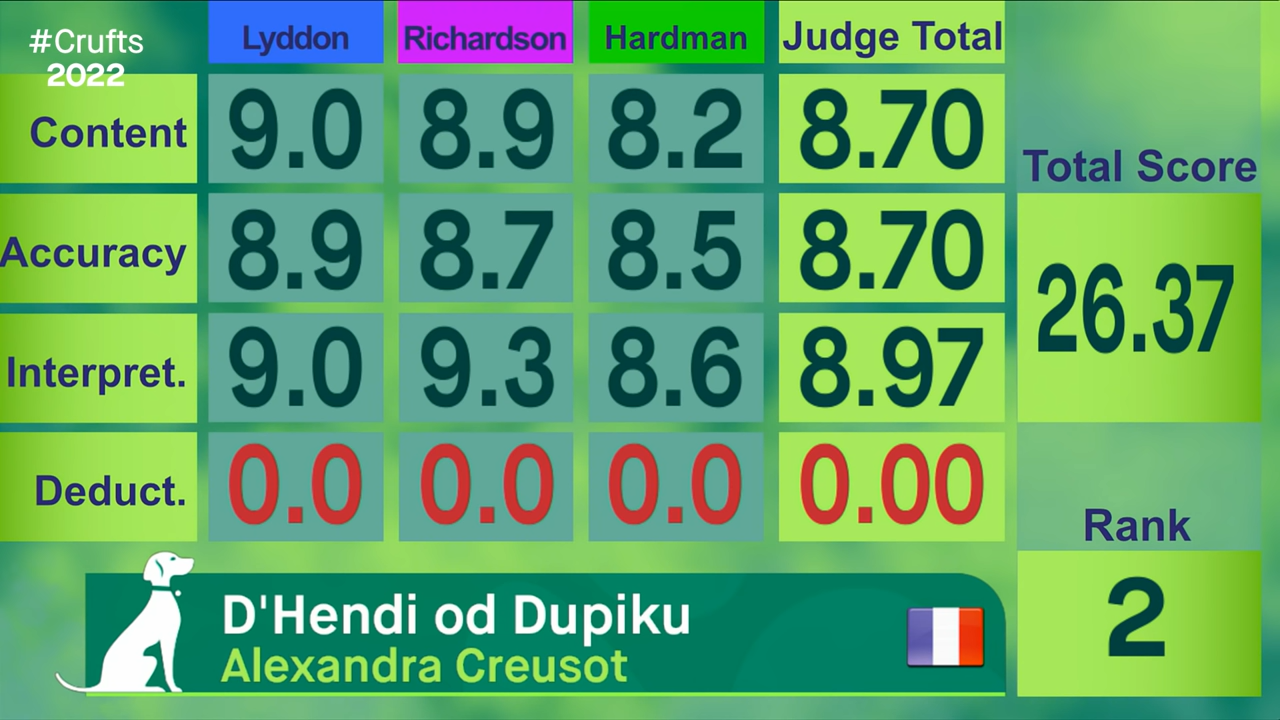 #Crufts
2022
Lyddon Richardson Hardman Judge Total
Content 9.0 8.9 8.2 8.70
Total Score
Accuracy 8.9 8.7 8.5 8.70
26.37
Interpret. 9.0 9.3 8.6 8.97
Deduct. 0.0 0.0 0.0 0.00
Rank
2
D'Hendi od Dupiku
Alexandra Creusot